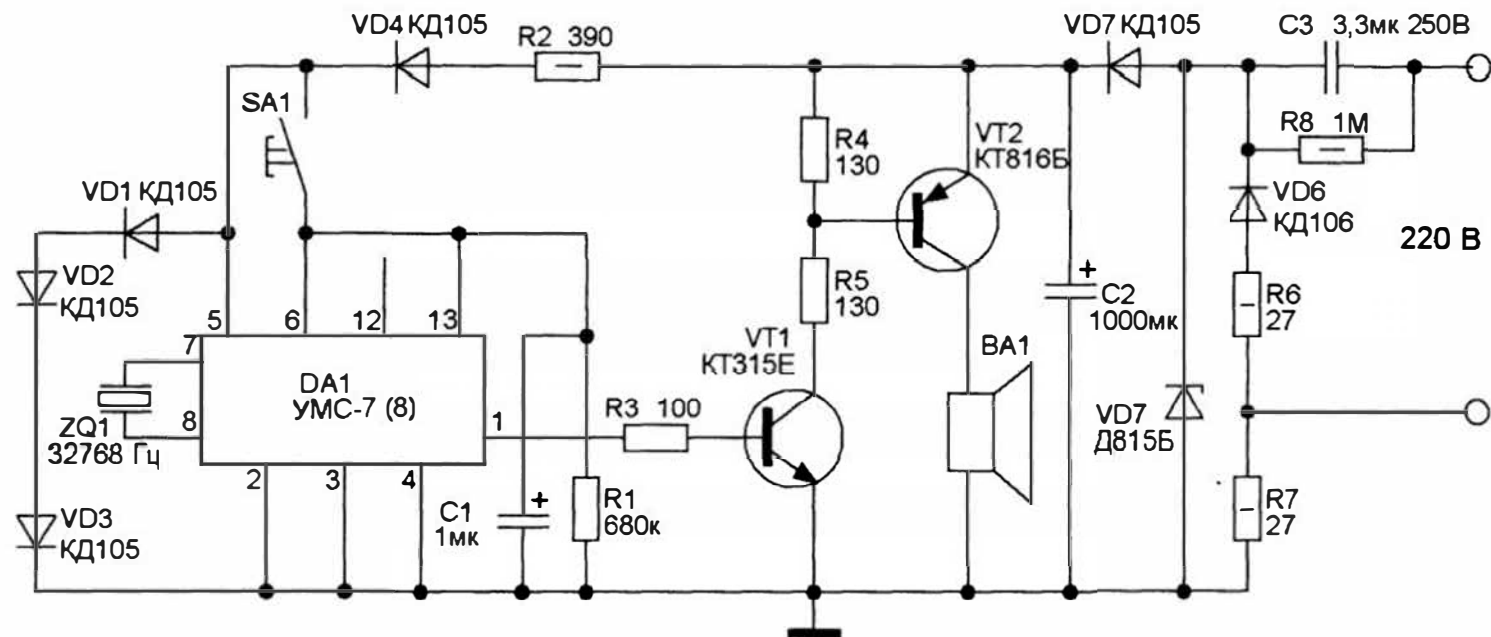 VD4 КД105
R2 390
VD7 КД105
C3 3,3мк 250В
SA1
R4
130
VT2
КТ816Б
R8 1М
VD1 КД105
VD6
КД106
220 В
VD2
КД105
R5
130
+
C2
1000мк
R6
27
5
6
12
13
7
VT1
КТ315Е
BA1
DA1
УМС-7 (8)
R3 100
VD7
Д815Б
8
1
ZQ1
32768 Гц
2
3
4
VD3
КД105
C1
1мк
+
R1
680к
R7
27